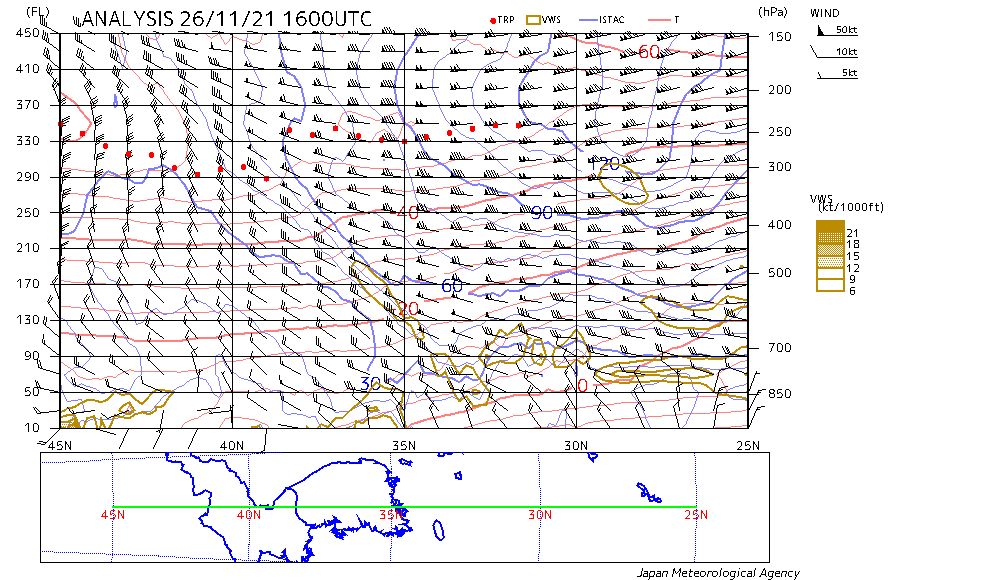 (FL) ANALYSIS 26/11/21 1600UTC TRP VWS ISTAC T (hPa) WIND
450 60 150 50kt
410 10kt
370 200 5kt
330 250
290 120 300
250 40 90 400 VWS
(kt/1000ft)
210 21
170 60 500 18
15
130 20 12
9
90 700 6
50 30 0 850
10
45N 40N 35N 30N 25N
45N 40N 35N 30N 25N
Japan Meteorological Agency